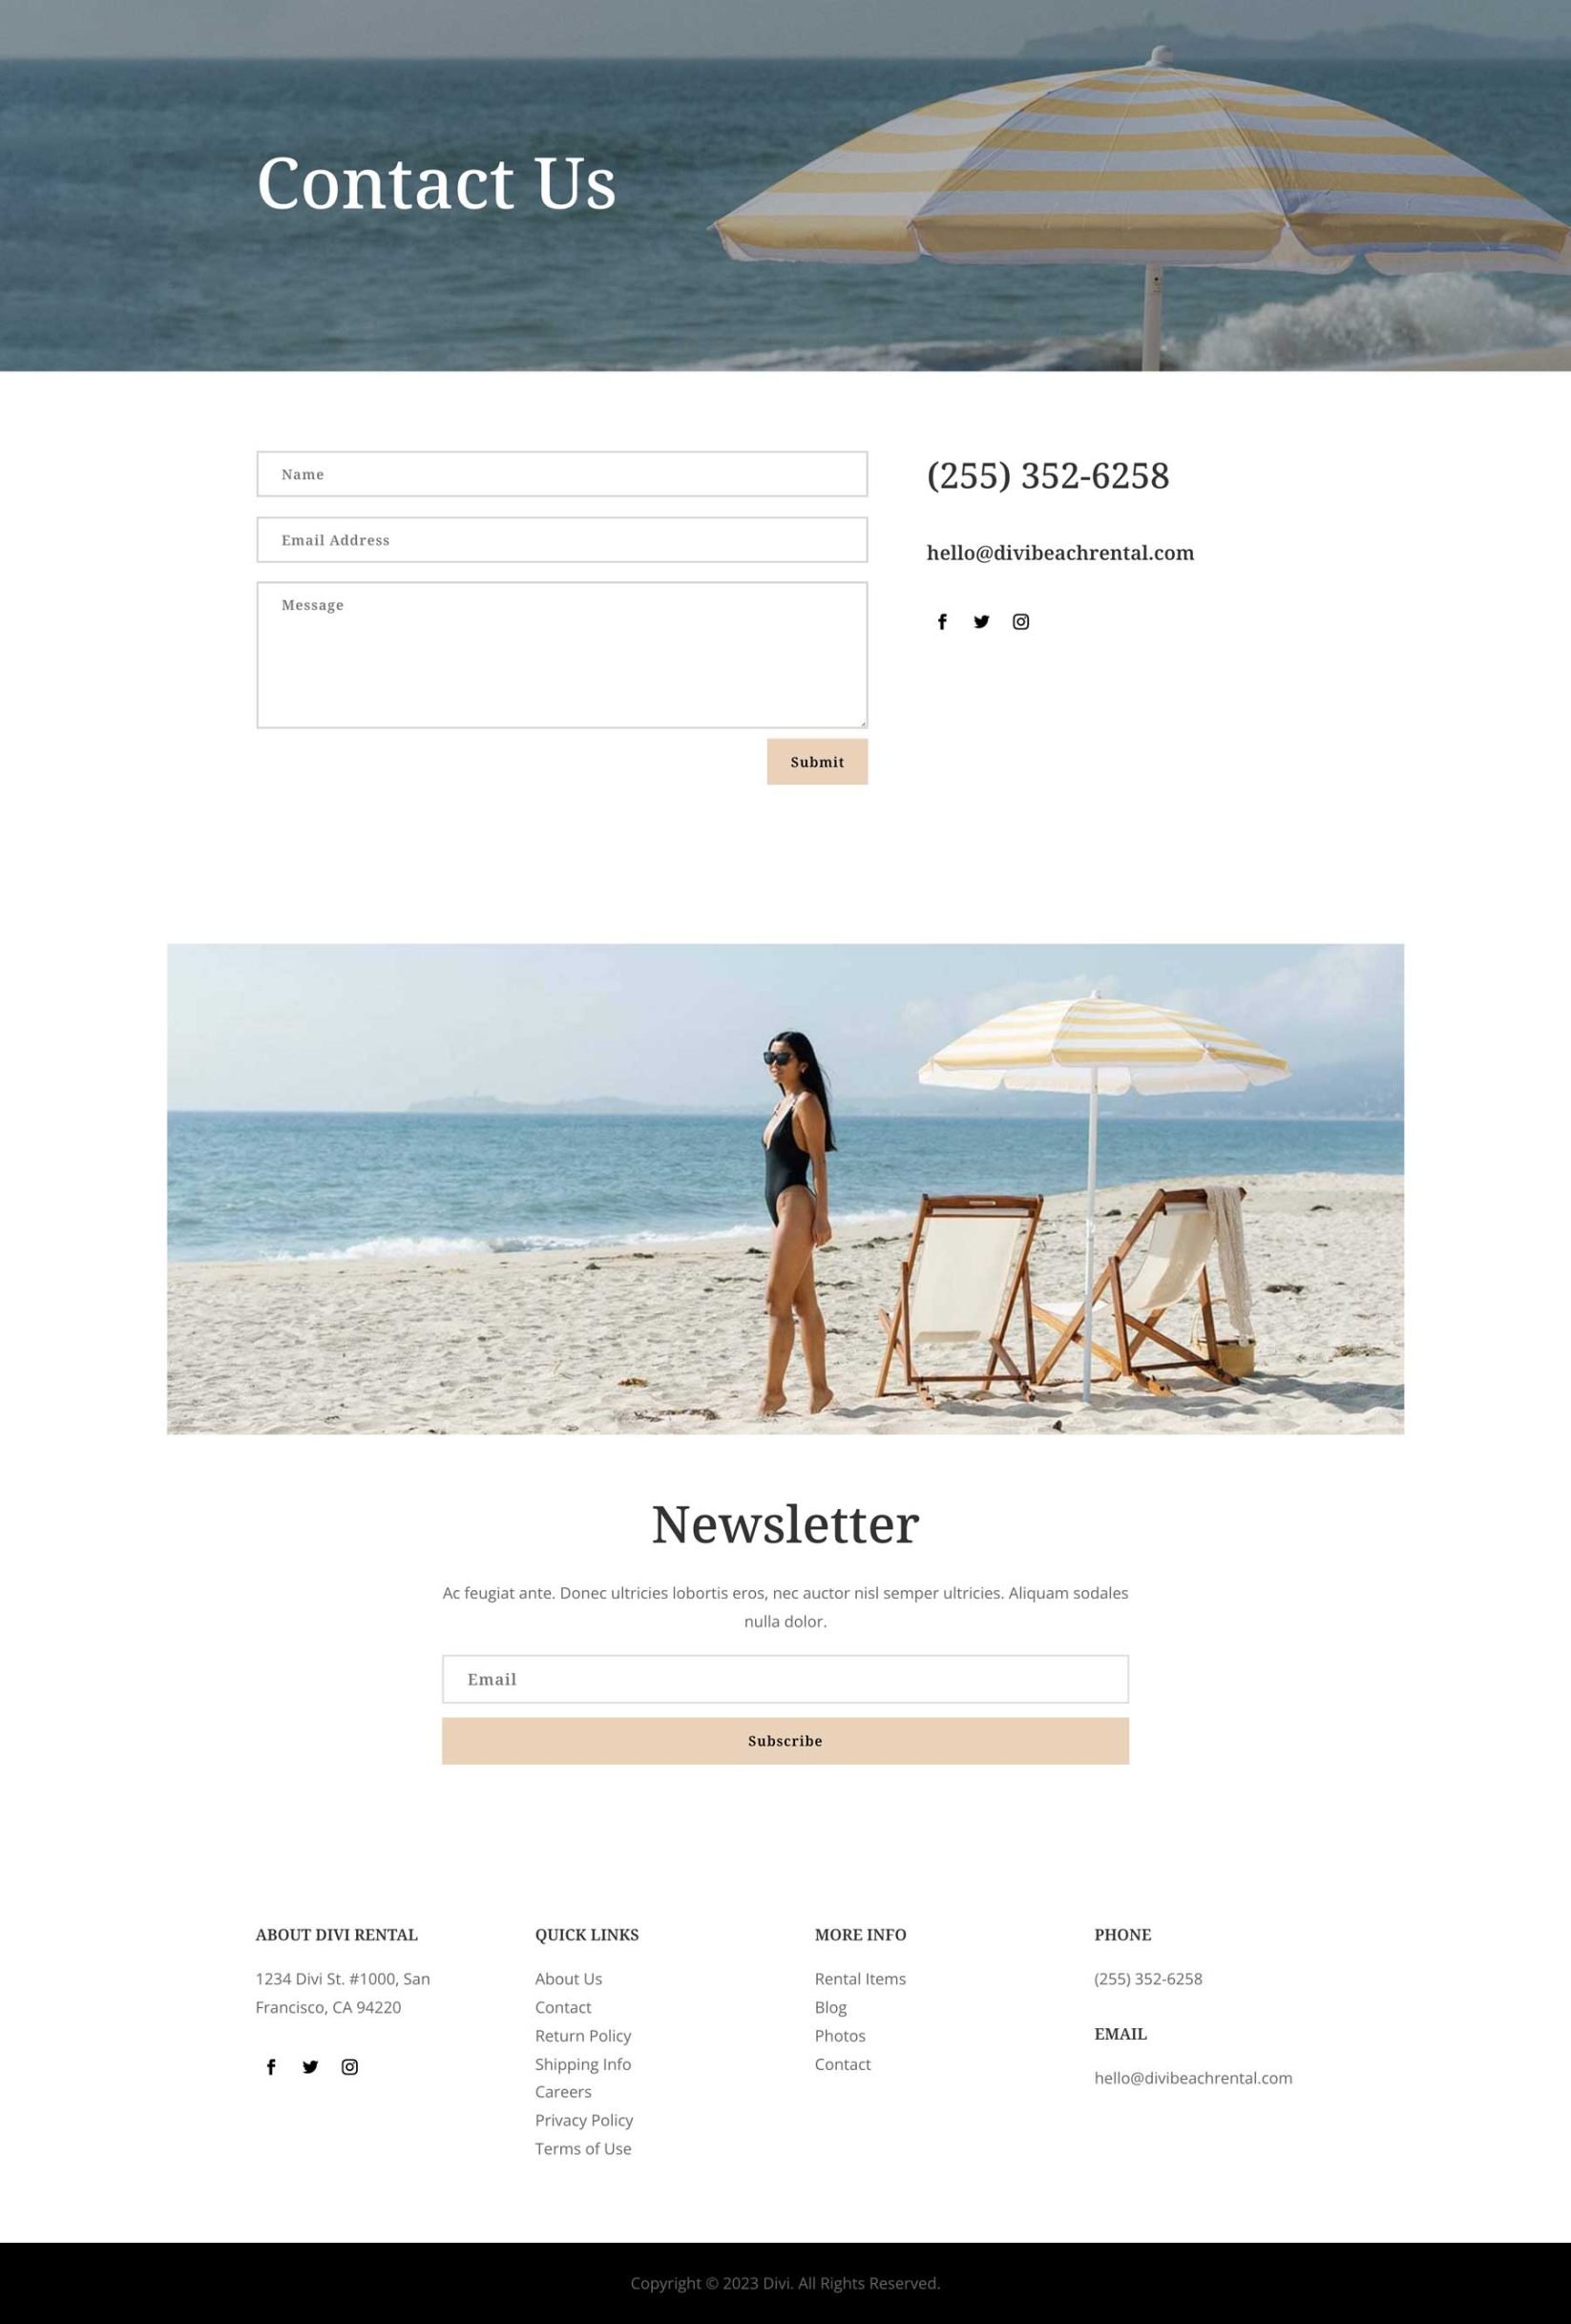 Contact Us
Name
Email Address
Message
Submit
(255) 352-6258
hello@divibeachrental.com
Newsletter
Ac feugiat ante. Donec ultricies lobortis eros, nec auctor nisl semper ultricies. Aliquam sodales
nulla dolor.
Email
Subscribe
ABOUT DIVI RENTAL
1234 Divi St. #1000, San
Francisco, CA 94220
QUICK LINKS
About Us
Contact
Return Policy
Shipping Info
Careers
Privacy Policy
Terms of Use
MORE INFO
Rental Items
Blog
Photos
Contact
PHONE
(255) 352-6258
EMAIL
hello@divibeachrental.com
Copyright © 2023 Divi. All Rights Reserved.